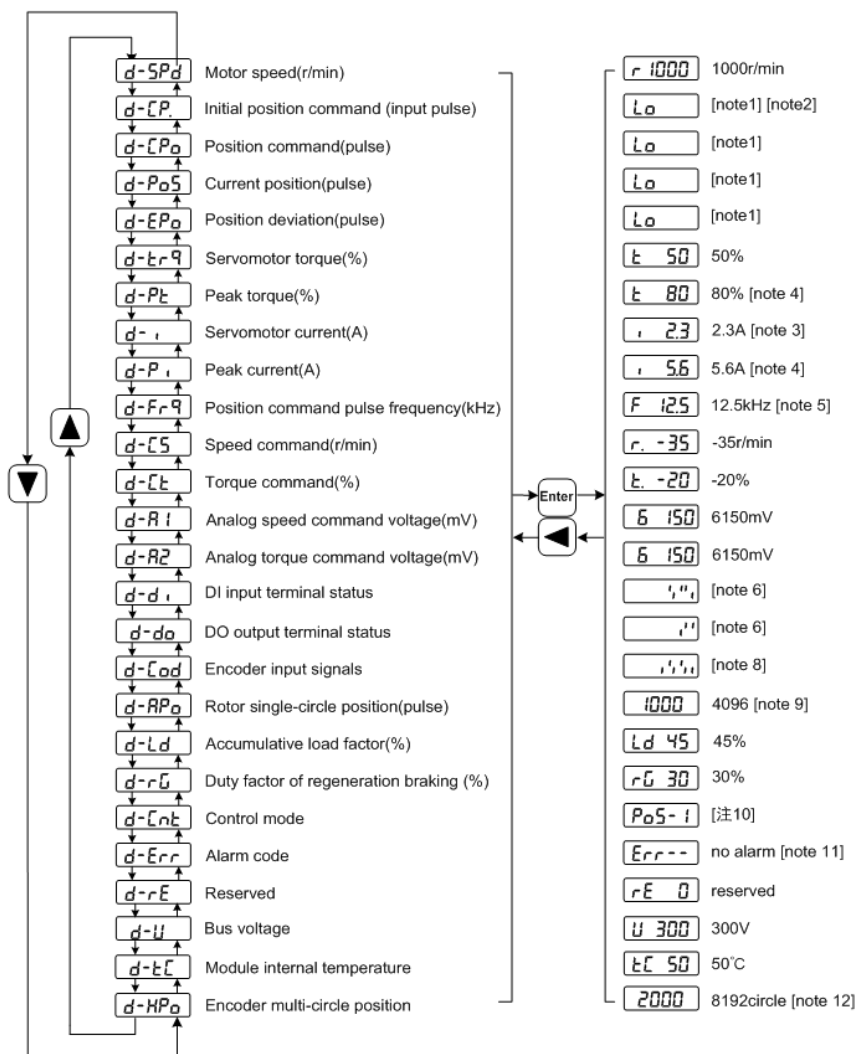 d-SPd Motor speed(r/min) r 1000 1000r/min
d-CP. Initial position command (input pulse) Lo [note1] [note2]
d-CPo Position command(pulse) Lo [note1]
d-PoS Current position(pulse) Lo [note1]
d-EPo Position deviation(pulse) Lo [note1]
d-trq Servomotor torque(%) t 50 50%
d-Pt Peak torque(%) t 80 80% [note 4]
d-i Servomotor current(A) i 2.3 2.3A [note 3]
d-Pi Peak current(A) i 5.6 5.6A [note 4]
d-Frq Position command pulse frequency(kHz) F 12.5 12.5kHz [note 5]
d-CS Speed command(r/min) r. -35 -35r/min
d-Ct Torque command(%) t. -20 -20%
Enter
d-A1 Analog speed command voltage(mV) 6 150 6150mV
d-A2 Analog torque command voltage(mV) 6 150 6150mV
d-di DI input terminal status [note 6]
d-do DO output terminal status [note 6]
d-Cod Encoder input signals [note 8]
d-APo Rotor single-circle position(pulse) 1000 4096 [note 9]
d-Ld Accumulative load factor(%) Ld 45 45%
d-rG Duty factor of regeneration braking (%) rG 30 30%
d-Cnt Control mode PoS-1 [注10]
d-Err Alarm code Err-- no alarm [note 11]
d-rE Reserved rE 0 reserved
d-U Bus voltage U 300 300V
d-tC Module internal temperature tC 50 50°C
d-HPo Encoder multi-circle position 2000 8192circle [note 12]